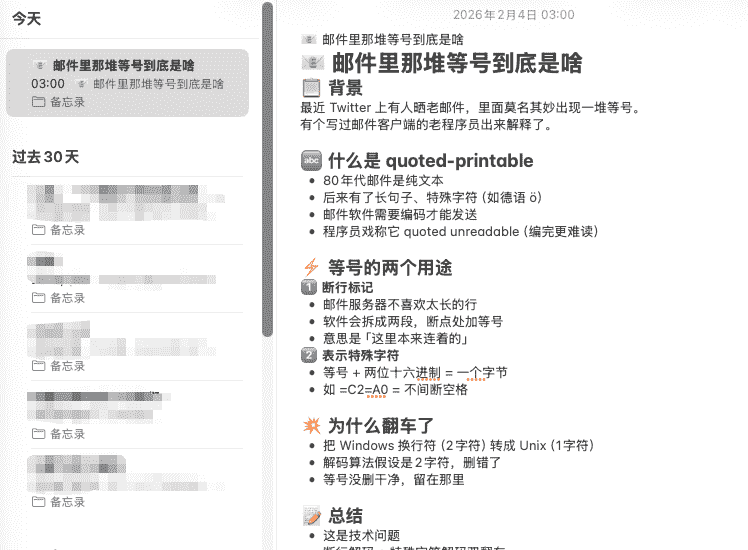 今天
邮件里那堆等号到底是啥
03:00 邮件里那堆等号到底是啥
备忘录
过去30天
备忘录
备忘录
备忘录
备忘录
备忘录
2026年2月4日 03:00
📧 邮件里那堆等号到底是啥
📧 邮件里那堆等号到底是啥
📋 背景
最近 Twitter 上有人晒老邮件，里面莫名其妙出现一堆等号。
有个写过邮件客户端的老程序员出来解释了。
🔤 什么是 quoted-printable
• 80年代邮件是纯文本
• 后来有了长句子、特殊字符 (如德语 ö)
• 邮件软件需要编码才能发送
• 程序员戏称它 quoted unreadable (编完更难读)
⚡ 等号的两个用途
1️⃣ 断行标记
• 邮件服务器不喜欢太长的行
• 软件会拆成两段，断点处加等号
• 意思是「这里本来连着的」
2️⃣ 表示特殊字符
• 等号 + 两位十六进制 = 一个字节
• 如 =C2=A0 = 不间断空格
💥 为什么翻车了
• 把 Windows 换行符 (2字符) 转成 Unix (1字符)
• 解码算法假设是2字符，删错了
• 等号没删干净，留在那里
📝 总结
• 这是技术问题